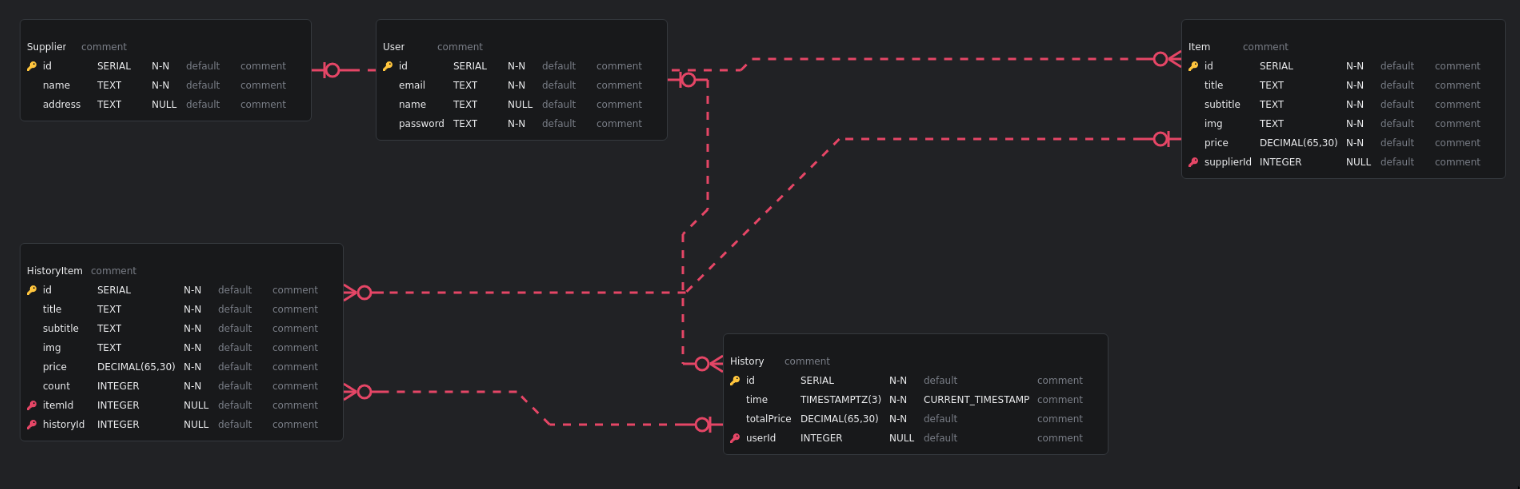 Supplier comment
id SERIAL N-N default comment
name TEXT N-N default comment
address TEXT NULL default comment
User comment
id SERIAL N-N default comment
email TEXT N-N default comment
name TEXT NULL default comment
password TEXT N-N default comment
Item comment
id SERIAL N-N default comment
title TEXT N-N default comment
subtitle TEXT N-N default comment
img TEXT N-N default comment
price DECIMAL(65,30) N-N default comment
supplierId INTEGER NULL default comment
HistoryItem comment
id SERIAL N-N default comment
title TEXT N-N default comment
subtitle TEXT N-N default comment
img TEXT N-N default comment
price DECIMAL(65,30) N-N default comment
count INTEGER N-N default comment
itemId INTEGER NULL default comment
historyId INTEGER NULL default comment
History comment
id SERIAL N-N default comment
time TIMESTAMPTZ(3) N-N CURRENT_TIMESTAMP comment
totalPrice DECIMAL(65,30) N-N default comment
userId INTEGER NULL default comment